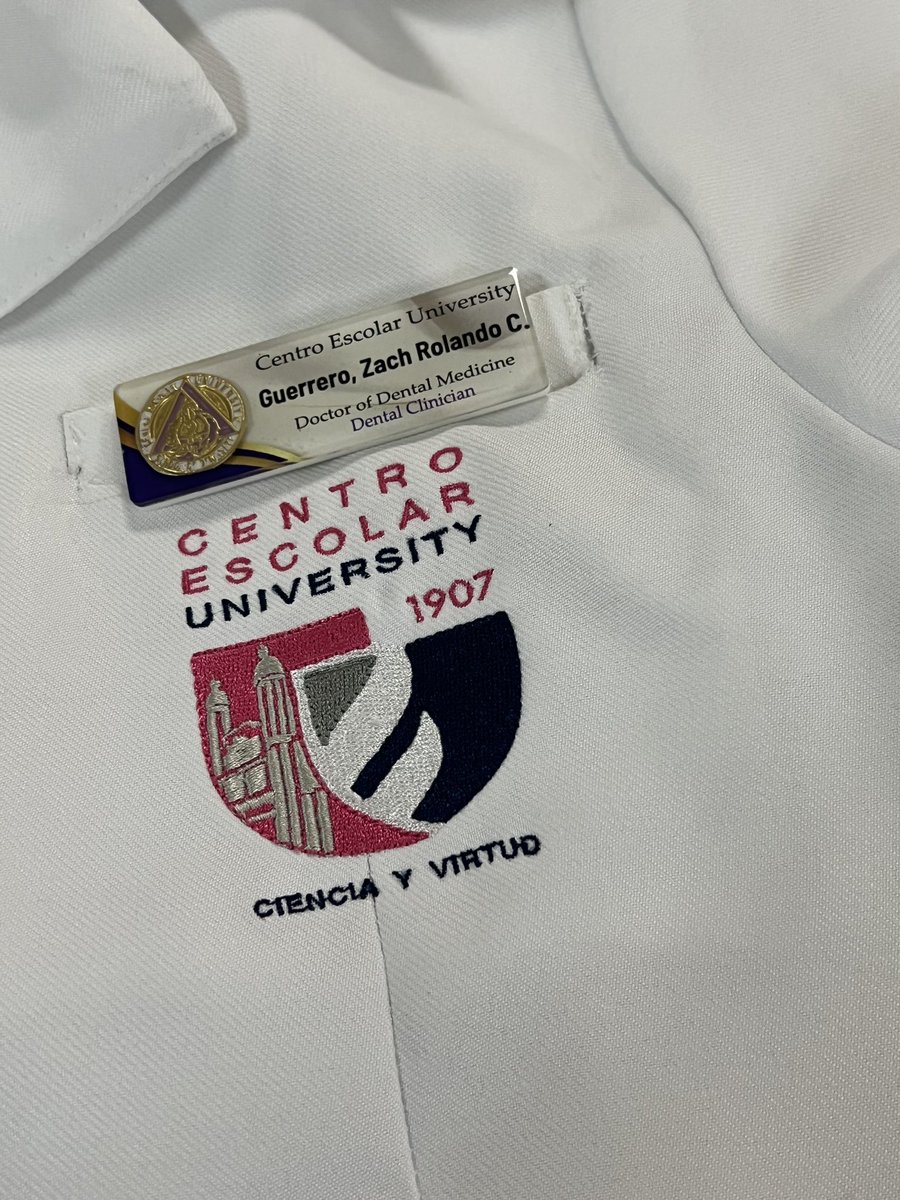 Centro Escolar University
Guerrero, Zach Rolando C.
Doctor of Dental Medicine
Dental Clinician
CENTRO
ESCOLAR
UNIVERSITY
1907
CIENCIA Y VIRTUD